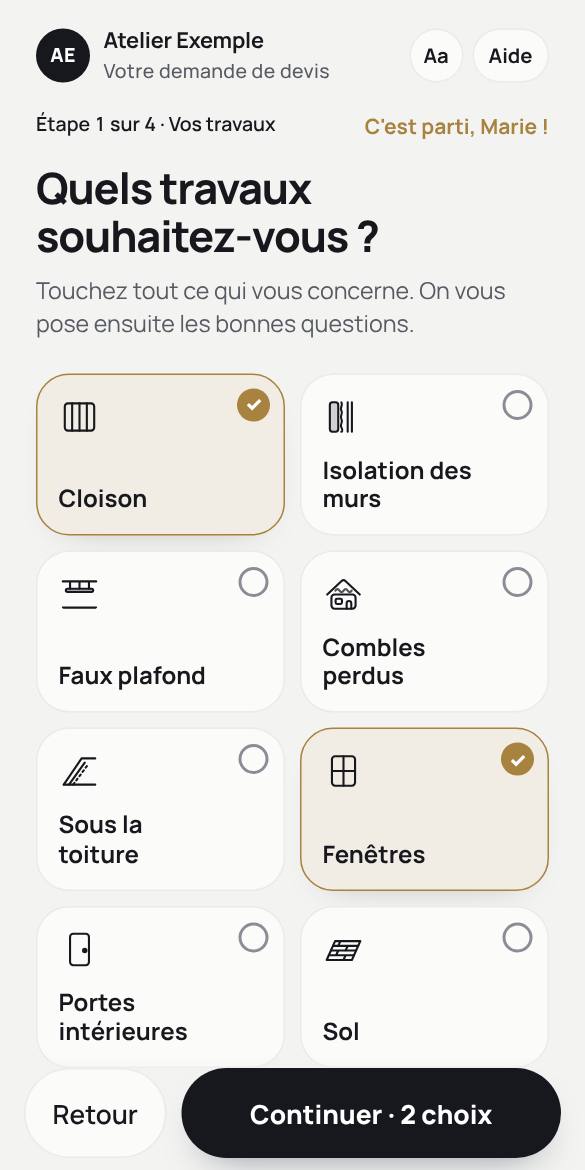 AE
Atelier Exemple
Votre demande de devis
Aa
Aide
Étape 1 sur 4 · Vos travaux
C'est parti, Marie !
Quels travaux
souhaitez-vous ?
Touchez tout ce qui vous concerne. On vous
pose ensuite les bonnes questions.
Cloison
Isolation des
murs
Faux plafond
Combles
perdus
Sous la
toiture
Fenêtres
Portes
intérieures
Sol
Retour
Continuer · 2 choix